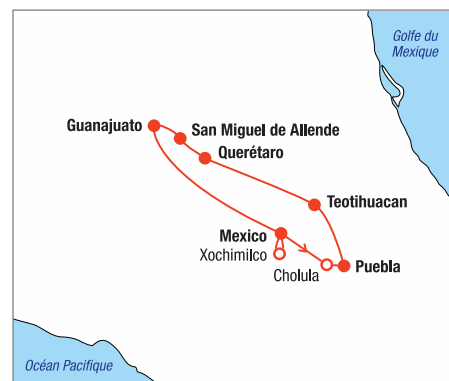 Golfe du
Mexique
Guanajuato
San Miguel de Allende
Querétaro
Teotihuacan
Mexico
Xochimilco
Cholula
Puebla
Océan Pacifique